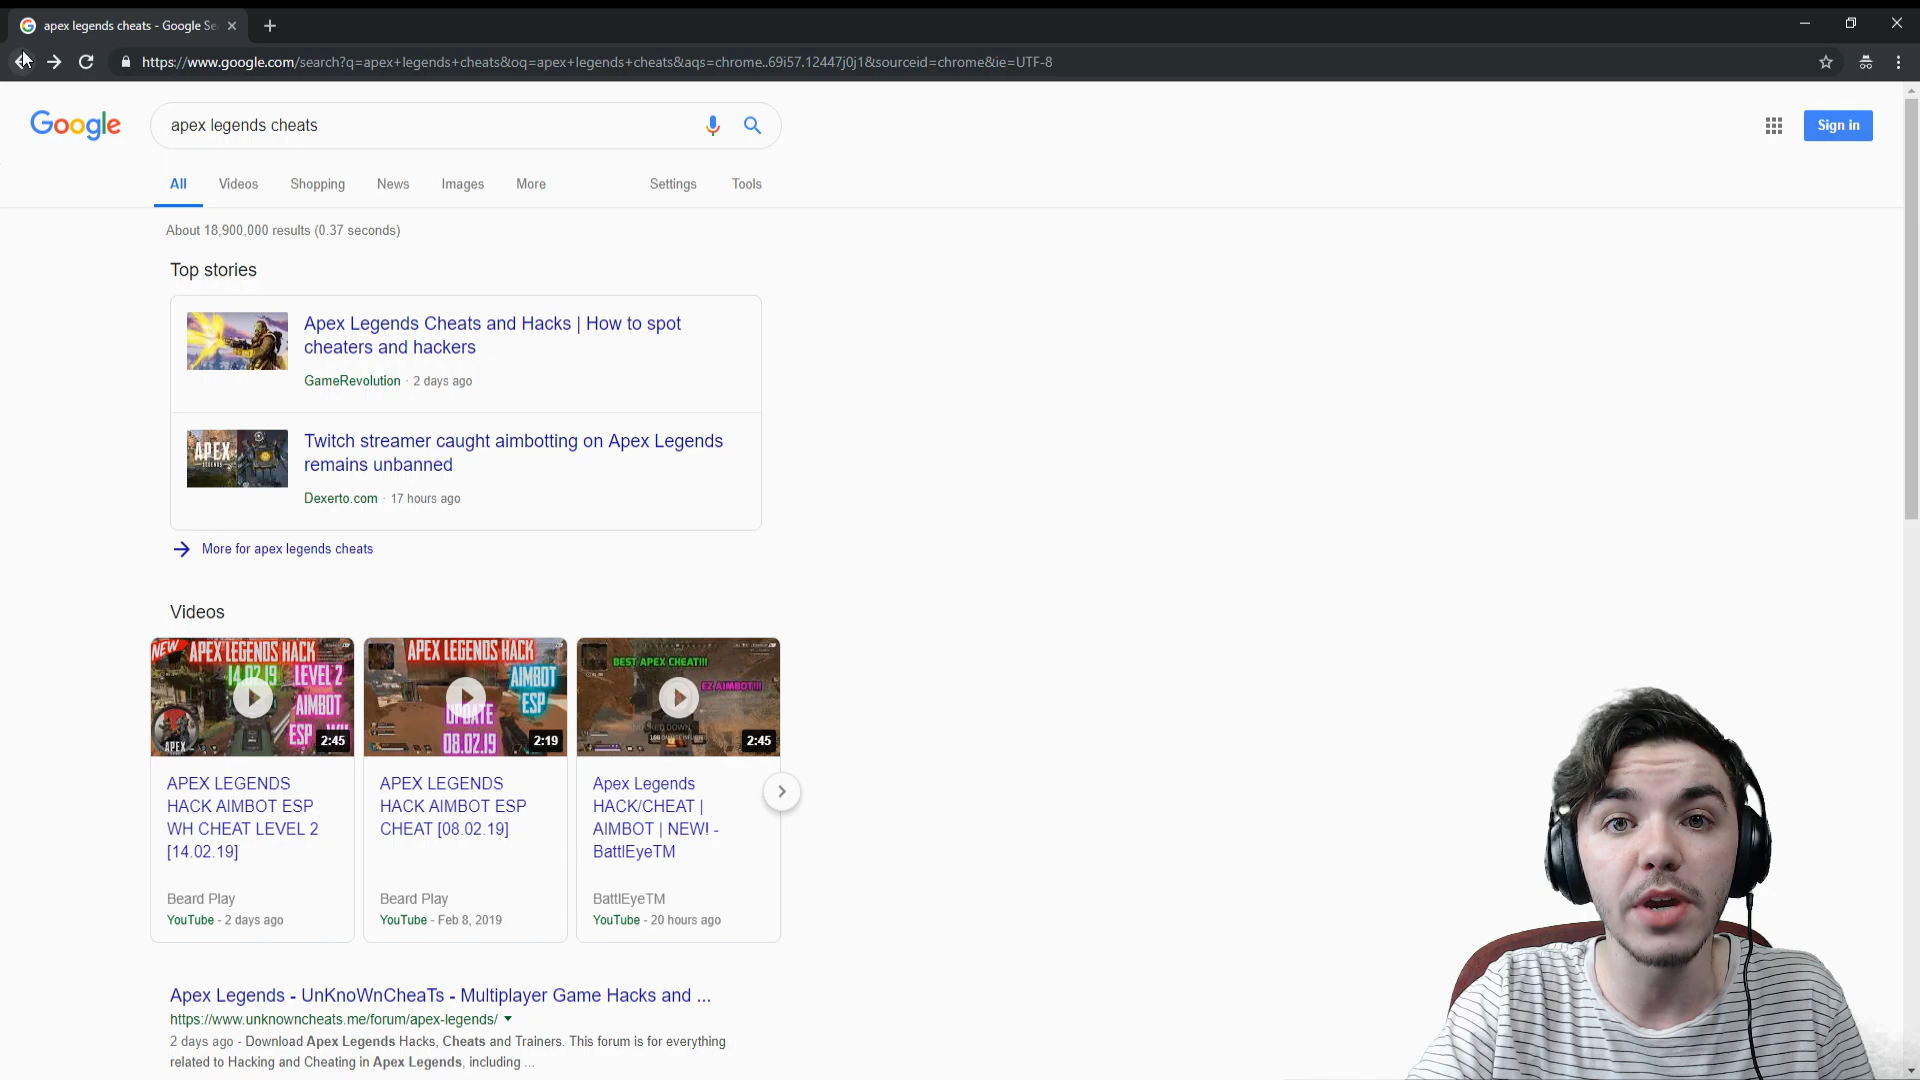 apex legends cheats - Google Se
https://www.google.com/search?q=apex+legends+cheats&oq=apex+legends+cheats&aqs=chrome..69i57.12447j0j1&sourceid=chrome&ie=UTF-8
Google
apex legends cheats
Sign in
All Videos Shopping News Images More Settings Tools
About 18,900,000 results (0.37 seconds)
Top stories
Apex Legends Cheats and Hacks | How to spot
cheaters and hackers
GameRevolution · 2 days ago
APEX
Twitch streamer caught aimbotting on Apex Legends
remains unbanned
Dexerto.com · 17 hours ago
More for apex legends cheats
Videos
NEW APEX LEGENDS HACK
14.02.19 LEVEL 2
AIMBOT
ESP WH
APEX
2:45
APEX LEGENDS HACK
AIMBOT
ESP
UPDATE
08.02.19
2:19
BEST APEX CHEAT!!!
EZ AIMBOT!!!
2:45
APEX LEGENDS
HACK AIMBOT ESP
WH CHEAT LEVEL 2
[14.02.19]
Beard Play
YouTube - 2 days ago
APEX LEGENDS
HACK AIMBOT ESP
CHEAT [08.02.19]
Beard Play
YouTube - Feb 8, 2019
Apex Legends
HACK/CHEAT |
AIMBOT | NEW! -
BattlEyeTM
BattlEyeTM
YouTube - 20 hours ago
Apex Legends - UnKnoWnCheaTs - Multiplayer Game Hacks and ...
https://www.unknowncheats.me/forum/apex-legends/
2 days ago - Download Apex Legends Hacks, Cheats and Trainers. This forum is for everything
related to Hacking and Cheating in Apex Legends, including ...